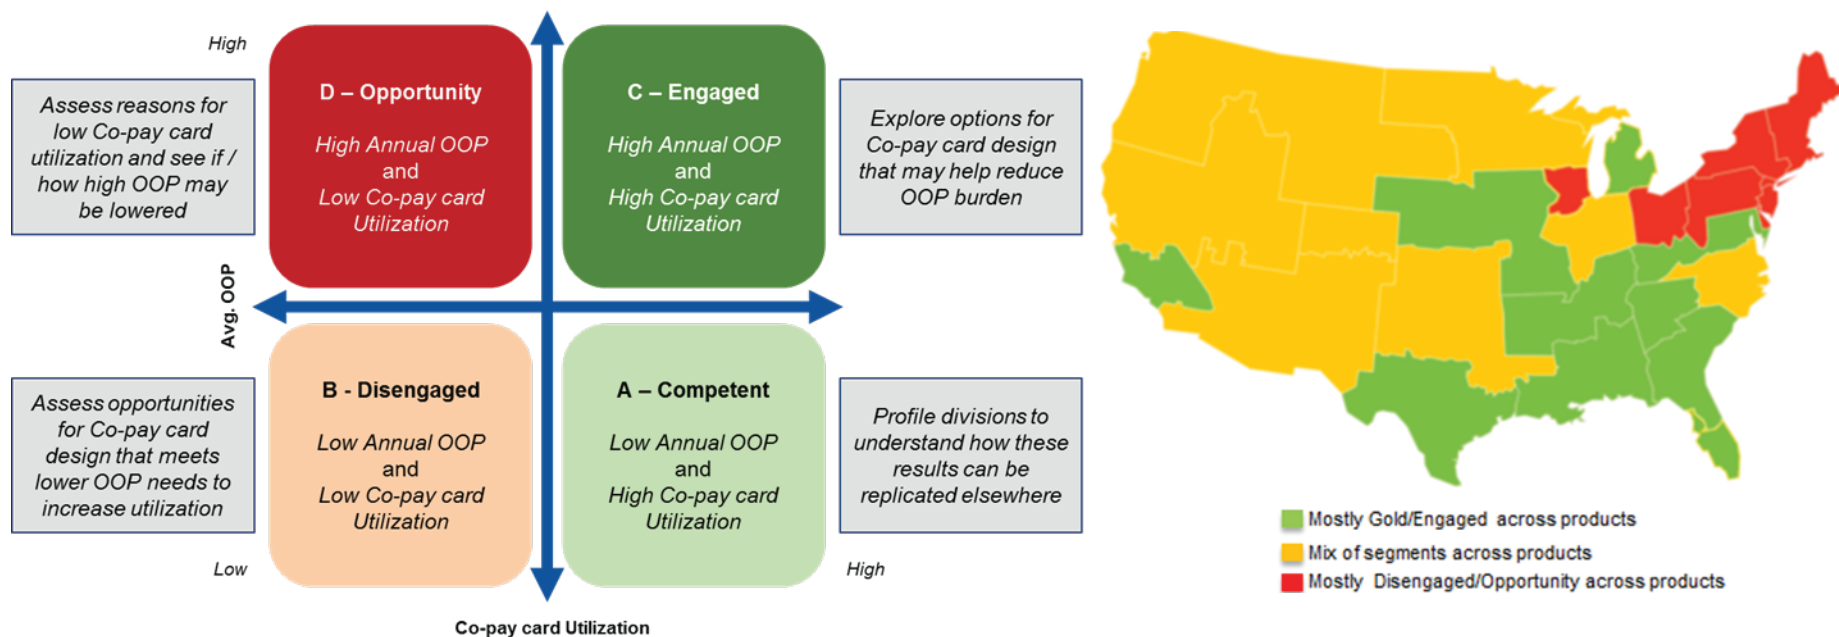 High
Assess reasons for
low Co-pay card
utilization and see if /
how high OOP may
be lowered
D – Opportunity
High Annual OOP
and
Low Co-pay card
Utilization
C – Engaged
High Annual OOP
and
High Co-pay card
Utilization
Explore options for
Co-pay card design
that may help reduce
OOP burden
Avg. OOP
Assess opportunities
for Co-pay card
design that meets
lower OOP needs to
increase utilization
B - Disengaged
Low Annual OOP
and
Low Co-pay card
Utilization
A – Competent
Low Annual OOP
and
High Co-pay card
Utilization
Profile divisions to
understand how these
results can be
replicated elsewhere
Low
High
Co-pay card Utilization
Mostly Gold/Engaged across products
Mix of segments across products
Mostly Disengaged/Opportunity across products